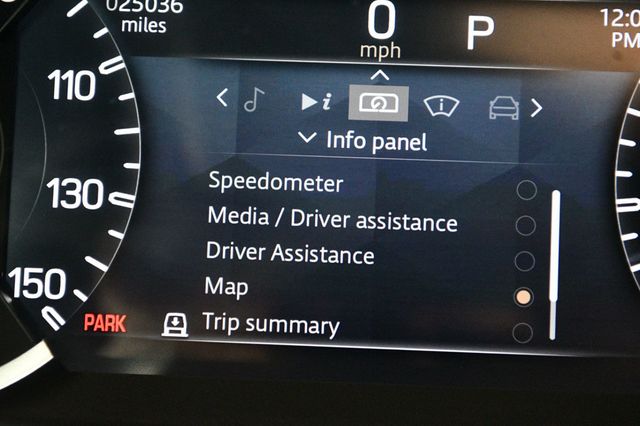 025036
miles
0
mph
P
12:0
PM
110
130
150
i
i
Info panel
Speedometer
Media / Driver assistance
Driver Assistance
Map
Trip summary
PARK